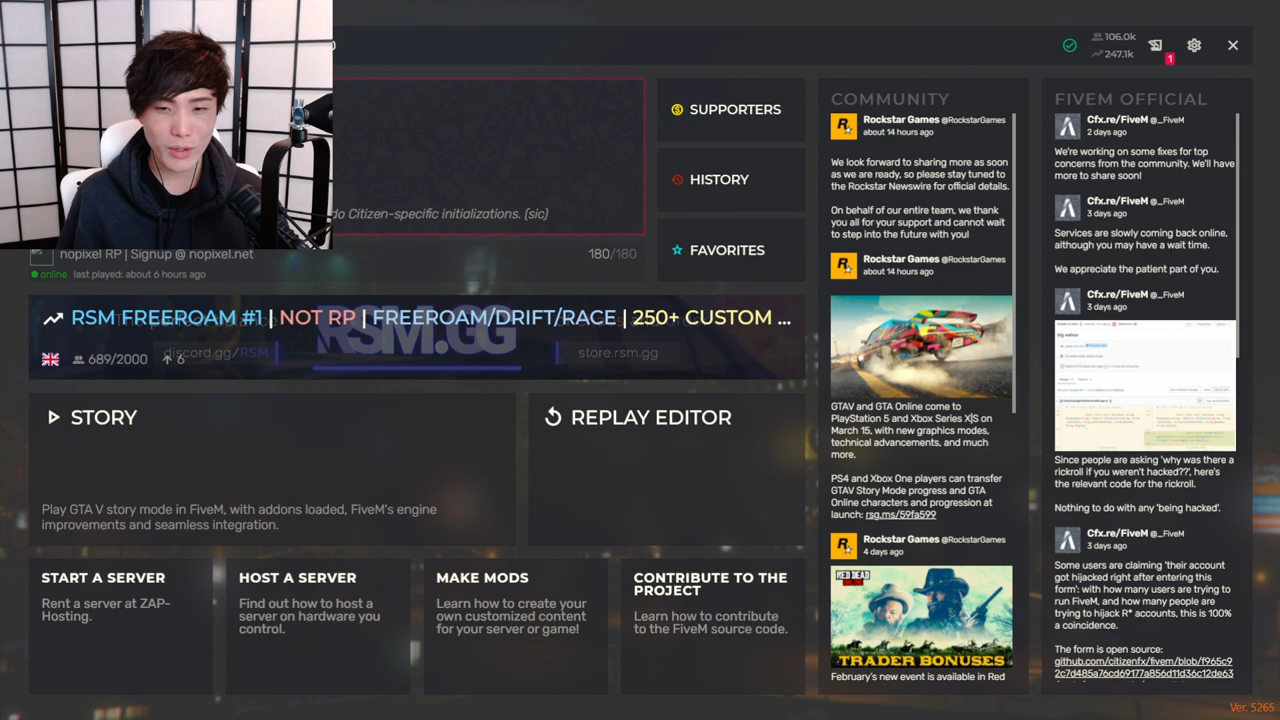 106.0k
247.1k
1
do Citizen-specific initializations. (sic)
nopixel RP | Signup @ nopixel.net
180/180
online last played: about 6 hours ago
SUPPORTERS
HISTORY
FAVORITES
RSM FREEROAM #1 | NOT RP | FREEROAM/DRIFT/RACE | 250+ CUSTOM ...
689/2000
6
discord.gg/RSM
RSM.GG
store.rsm.gg
STORY
Play GTA V story mode in FiveM, with addons loaded, FiveM's engine
improvements and seamless integration.
REPLAY EDITOR
START A SERVER
Rent a server at ZAP-
Hosting.
HOST A SERVER
Find out how to host a
server on hardware you
control.
MAKE MODS
Learn how to create your
own customized content
for your server or game!
CONTRIBUTE TO THE
PROJECT
Learn how to contribute
to the FiveM source code.
COMMUNITY
Rockstar Games @RockstarGames
about 14 hours ago
We look forward to sharing more as soon
as we are ready, so please stay tuned to
the Rockstar Newswire for official details.
On behalf of our entire team, we thank
you all for your support and cannot wait
to step into the future with you!
Rockstar Games @RockstarGames
about 14 hours ago
GTAV and GTA Online come to
PlayStation 5 and Xbox Series X|S on
March 15, with new graphics modes,
technical advancements, and much
more.
PS4 and Xbox One players can transfer
GTAV Story Mode progress and GTA
Online characters and progression at
launch: rsg.ms/59fa599
Rockstar Games @RockstarGames
4 days ago
RED DEAD
TRADER BONUSES
February's new event is available in Red
FIVEM OFFICIAL
Cfx.re/FiveM @_FiveM
2 days ago
We're working on some fixes for top
concerns from the community. We'll have
more to share soon!
Cfx.re/FiveM @_FiveM
3 days ago
Services are slowly coming back online,
although you may have a wait time.
We appreciate the patient part of you.
Cfx.re/FiveM @_FiveM
3 days ago
Since people are asking 'why was there a
rickroll if you weren't hacked??', here's
the relevant code for the rickroll.
Nothing to do with any 'being hacked'.
Cfx.re/FiveM @_FiveM
3 days ago
Some users are claiming 'their account
got hijacked right after entering this
form': with how many users are trying to
run FiveM, and how many people are
trying to hijack R* accounts, this is 100%
a coincidence.
The form is open source:
github.com/citizenfx/fivem/blob/f965c9
2c7d485a76cd69177a856d11d36c12de63
Ver. 5265